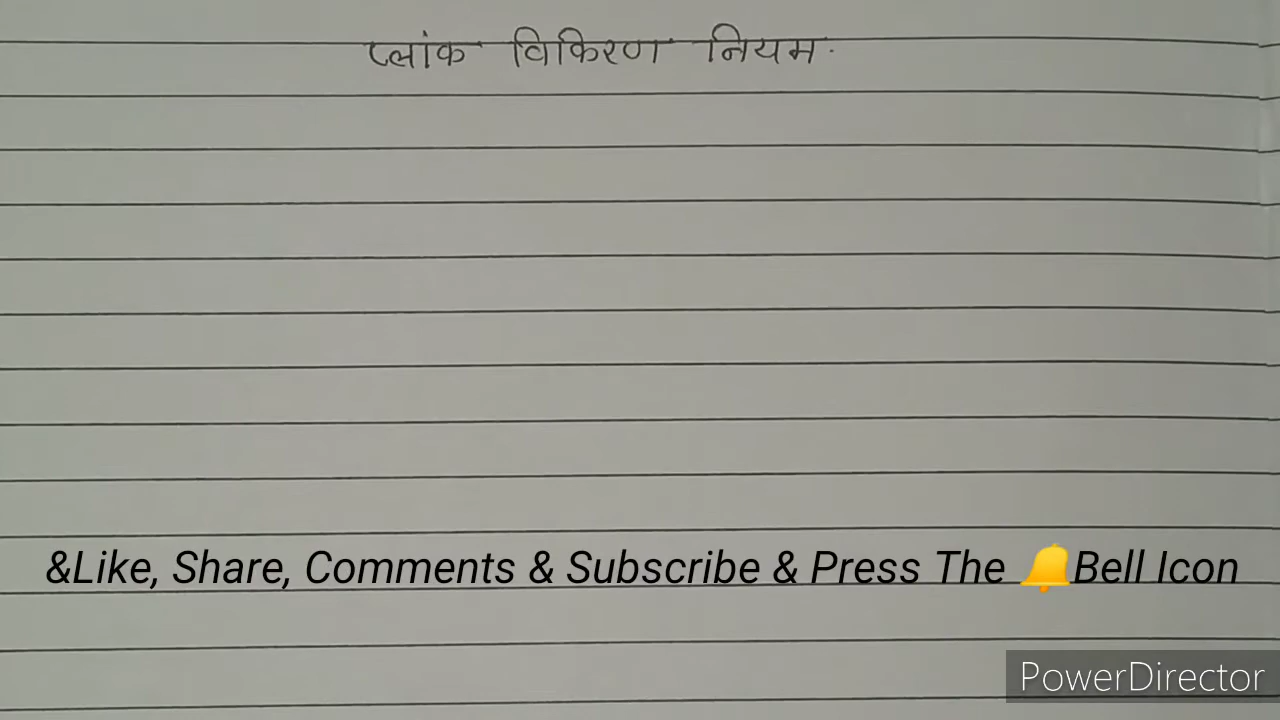 प्लांक विकिरण नियम.
&Like, Share, Comments & Subscribe & Press The 🔔Bell Icon
PowerDirector